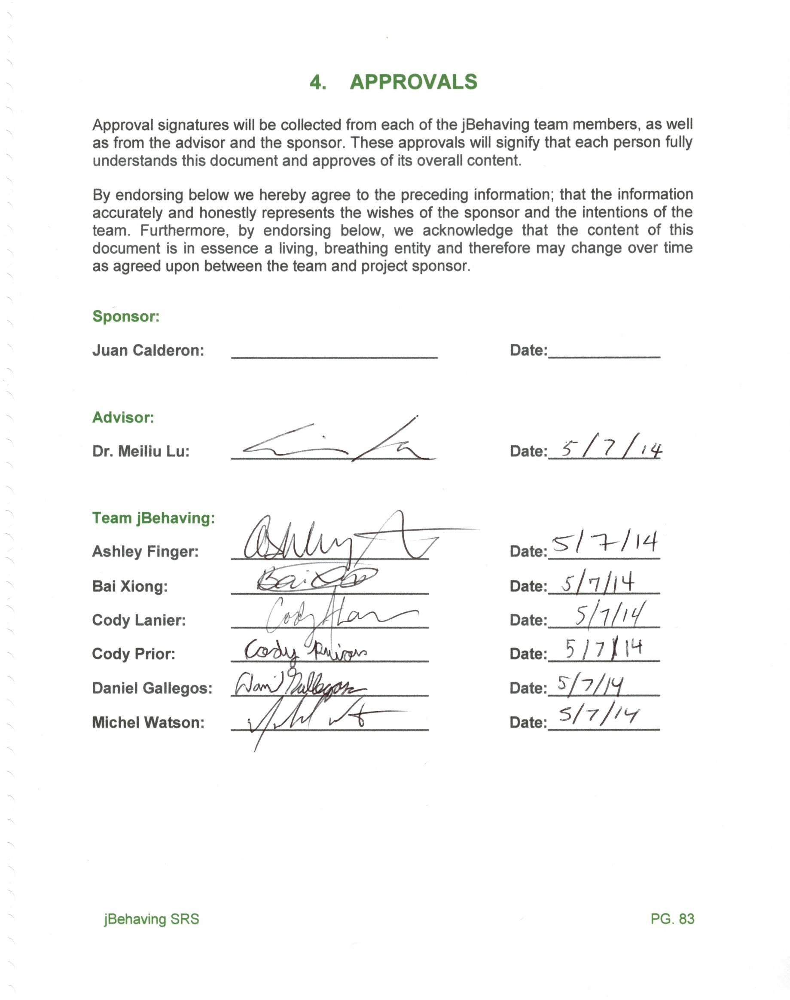 4. APPROVALS
Approval signatures will be collected from each of the jBehaving team members, as well
as from the advisor and the sponsor. These approvals will signify that each person fully
understands this document and approves of its overall content.
By endorsing below we hereby agree to the preceding information; that the information
accurately and honestly represents the wishes of the sponsor and the intentions of the
team. Furthermore, by endorsing below, we acknowledge that the content of this
document is in essence a living, breathing entity and therefore may change over time
as agreed upon between the team and project sponsor.
Sponsor:
Juan Calderon: Date:
Advisor:
Dr. Meiliu Lu: Date: 5/7/14
Team jBehaving:
Ashley Finger: Ashley Date: 5/7/14
Bai Xiong: Bai Date: 5/7/14
Cody Lanier: Cody Date: 5/7/14
Cody Prior: Cody Prior Date: 5/7/14
Daniel Gallegos: Daniel Gallegos Date: 5/7/14
Michel Watson: Date: 5/7/14
jBehaving SRS PG. 83